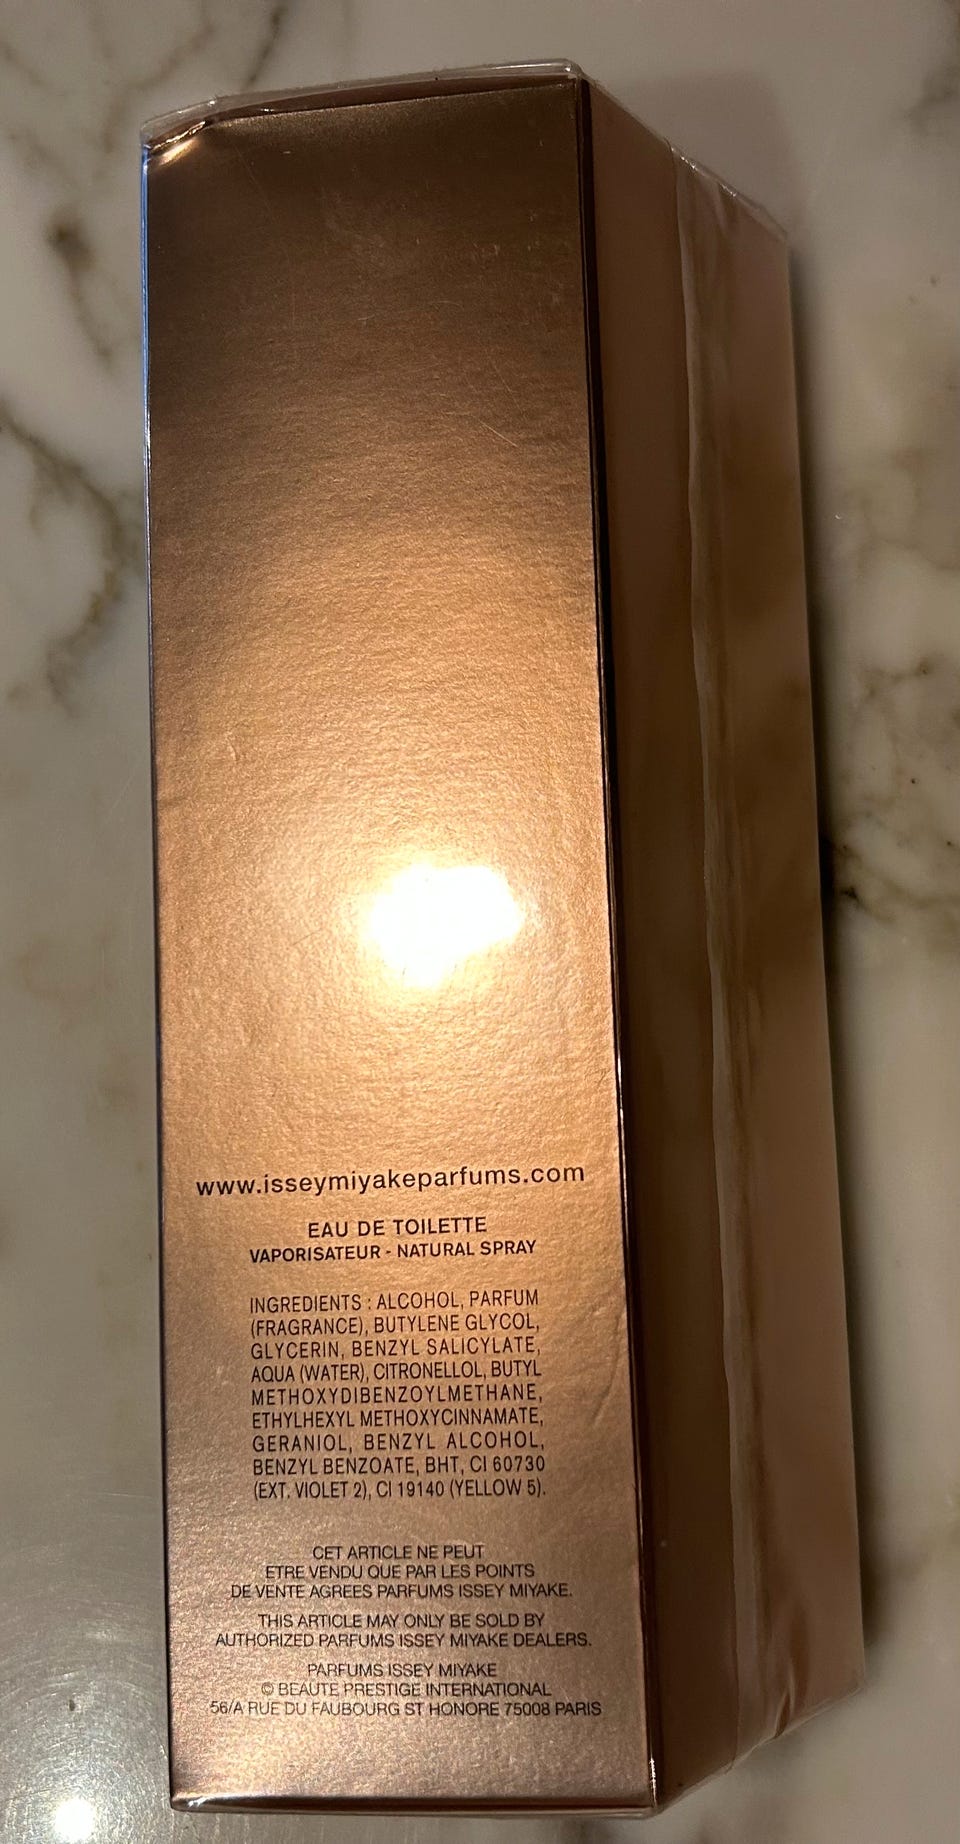 www.isseymiyakeparfums.com
EAU DE TOILETTE
VAPORISATEUR - NATURAL SPRAY
INGREDIENTS : ALCOHOL, PARFUM
(FRAGRANCE), BUTYLENE GLYCOL,
GLYCERIN, BENZYL SALICYLATE,
AQUA (WATER), CITRONELLOL, BUTYL
METHOXYDIBENZOYLMETHANE,
ETHYLHEXYL METHOXYCINNAMATE,
GERANIOL, BENZYL ALCOHOL,
BENZYL BENZOATE, BHT, CI 60730
(EXT. VIOLET 2), CI 19140 (YELLOW 5).
CET ARTICLE NE PEUT
ETRE VENDU QUE PAR LES POINTS
DE VENTE AGREES PARFUMS ISSEY MIYAKE.
THIS ARTICLE MAY ONLY BE SOLD BY
AUTHORIZED PARFUMS ISSEY MIYAKE DEALERS.
PARFUMS ISSEY MIYAKE
© BEAUTE PRESTIGE INTERNATIONAL
56/A RUE DU FAUBOURG ST HONORE 75008 PARIS